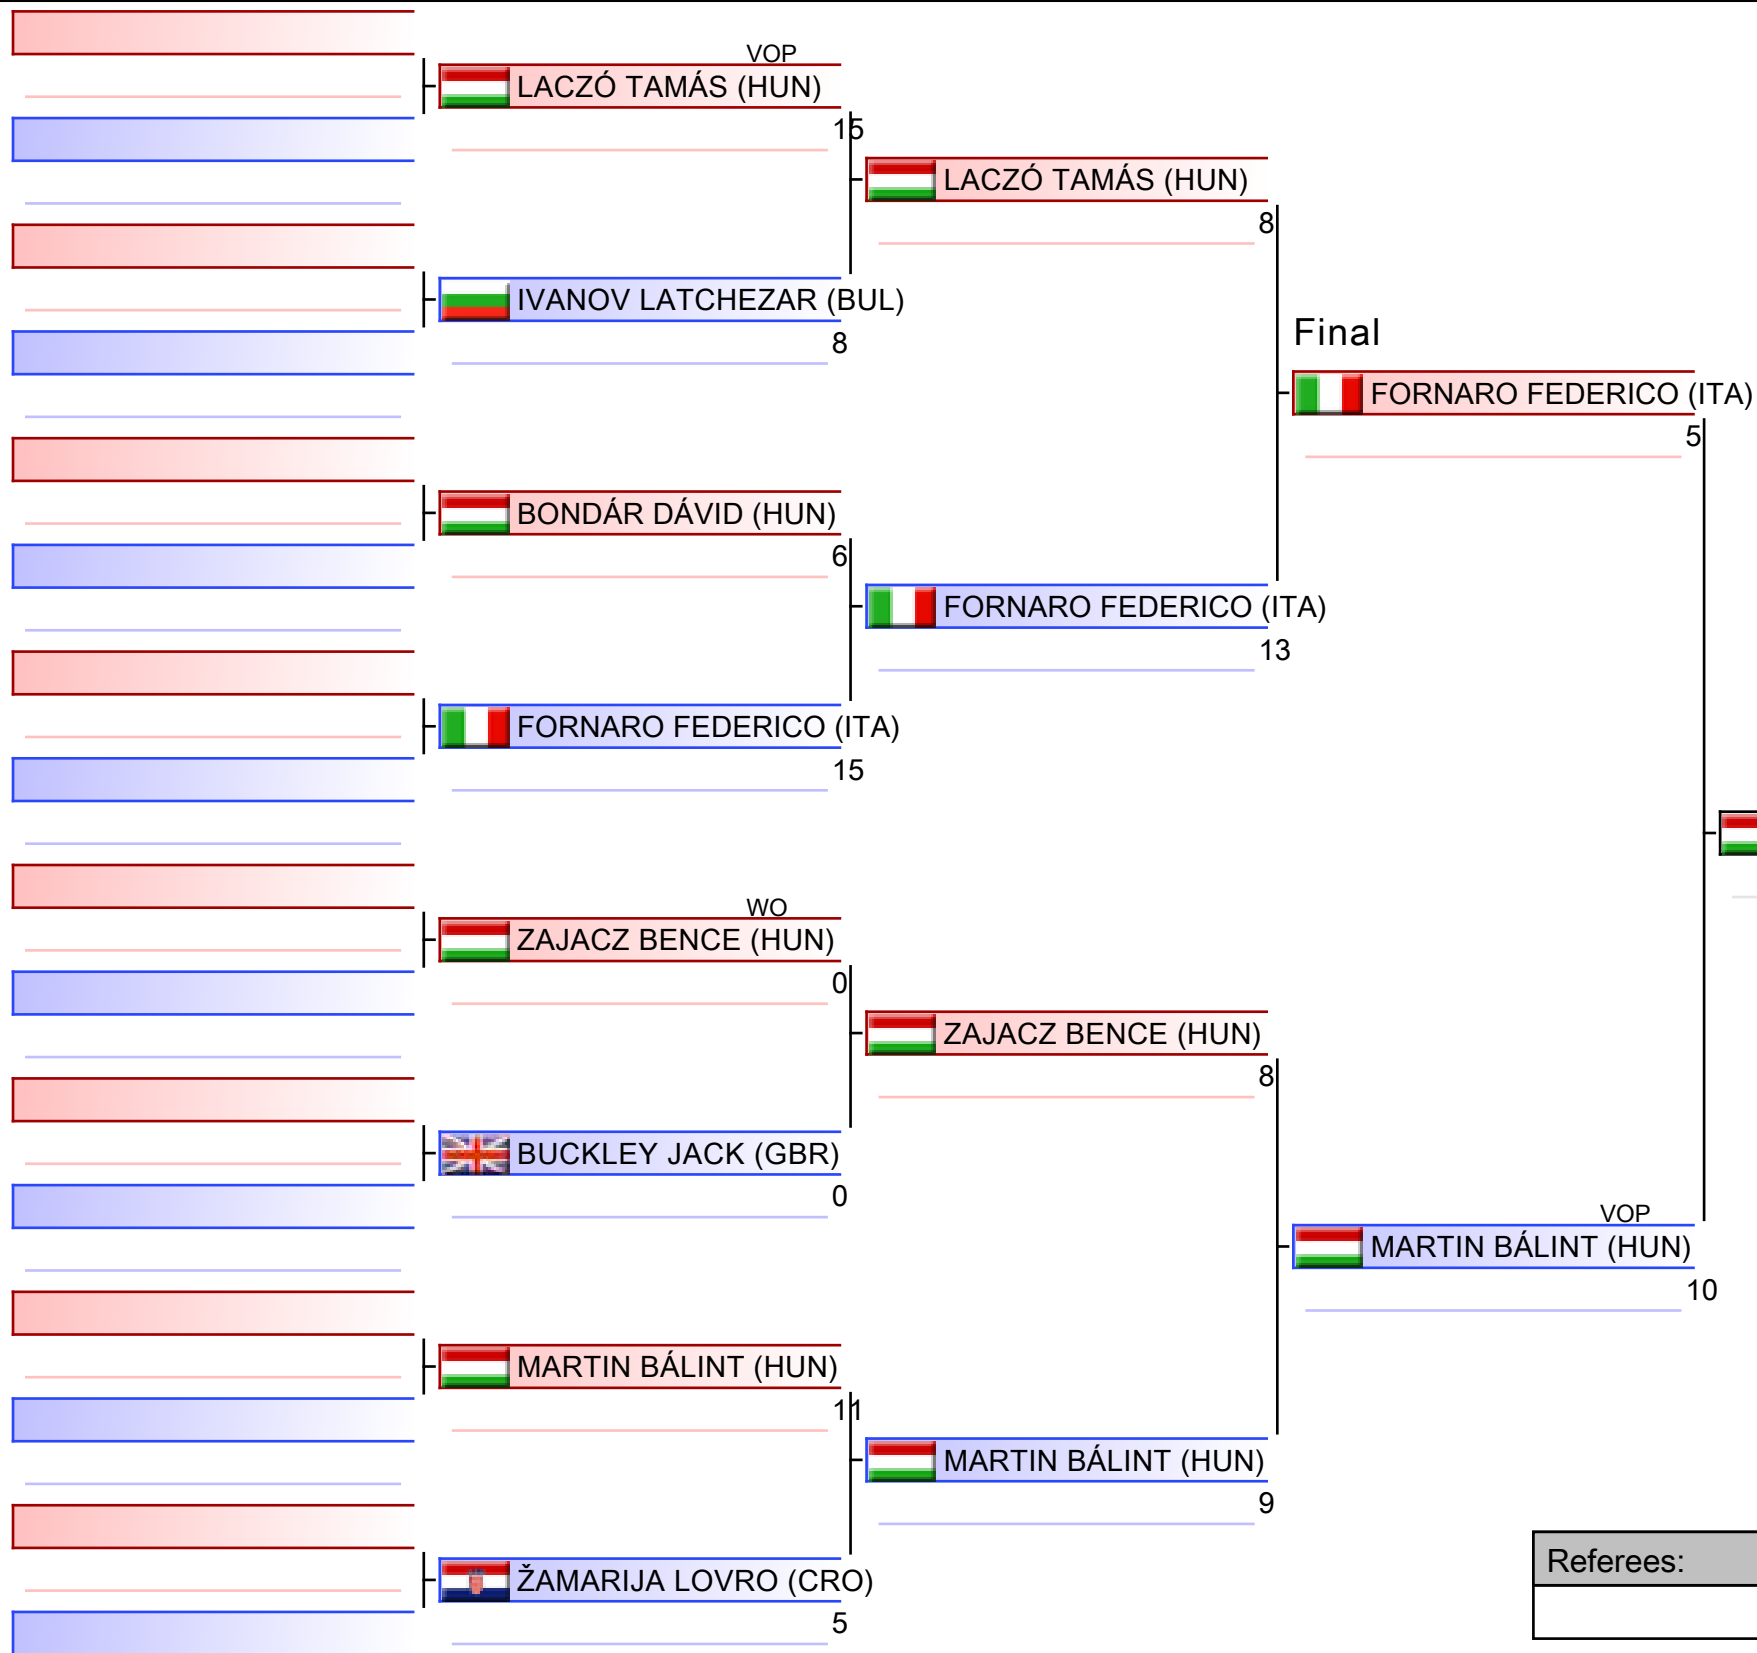 VOP
LACZÓ TAMÁS (HUN)
15
LACZÓ TAMÁS (HUN)
8
IVANOV LATCHEZAR (BUL)
8
Final
FORNARO FEDERICO (ITA)
5
BONDÁR DÁVID (HUN)
6
FORNARO FEDERICO (ITA)
13
FORNARO FEDERICO (ITA)
15
WO
ZAJACZ BENCE (HUN)
0
ZAJACZ BENCE (HUN)
8
BUCKLEY JACK (GBR)
0
VOP
MARTIN BÁLINT (HUN)
10
MARTIN BÁLINT (HUN)
11
MARTIN BÁLINT (HUN)
9
ŽAMARIJA LOVRO (CRO)
5
Referees: